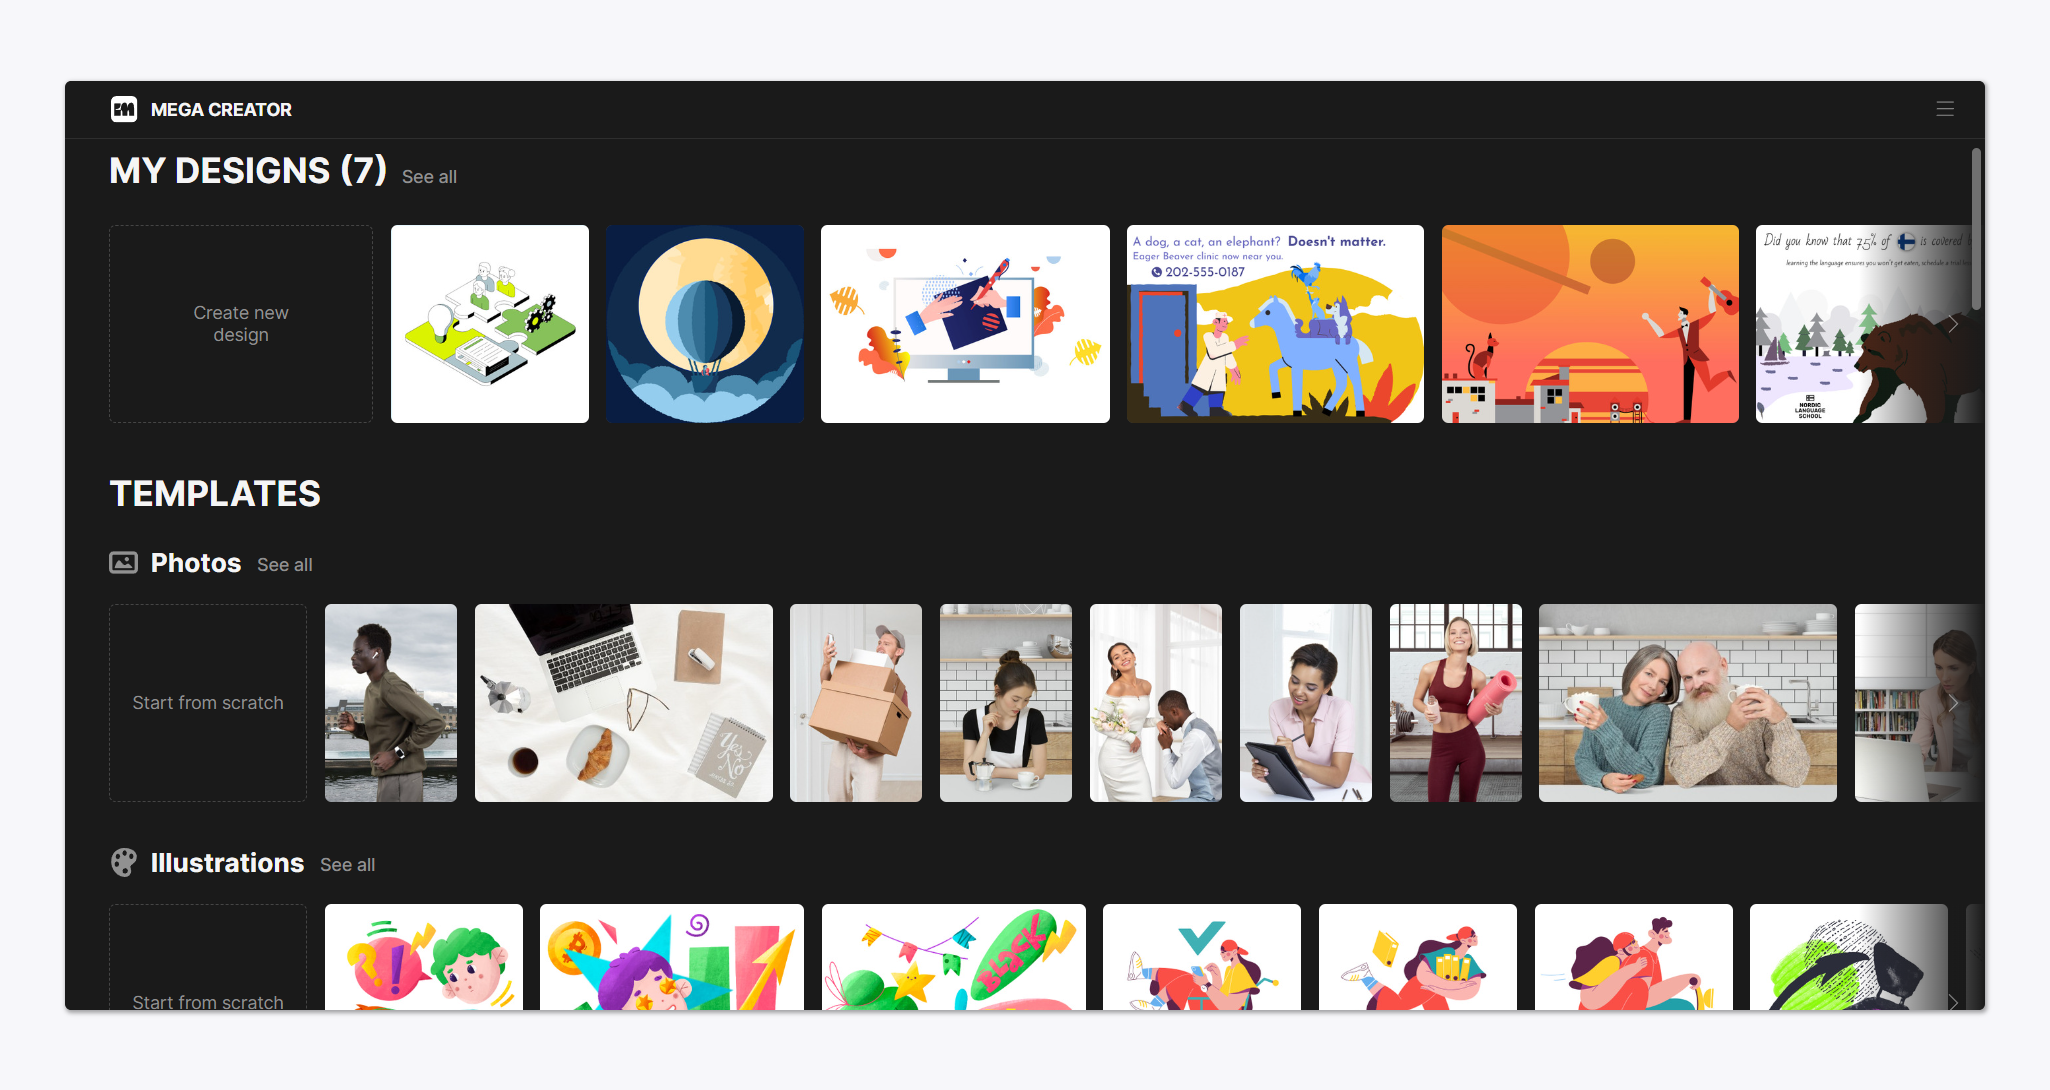 MEGA CREATOR
MY DESIGNS (7) See all
Create new
design
A dog, a cat, an elephant? Doesn't matter.
Eager Beaver clinic now near you.
202-555-0187
Did you know that 75% of is covered
learning the language ensures you won't get eaten, schedule a trial
NORDIC
LANGUAGE
SCHOOL
TEMPLATES
Photos See all
Start from scratch
Yes
No
Illustrations See all
Start from scratch
?!
BLACK!